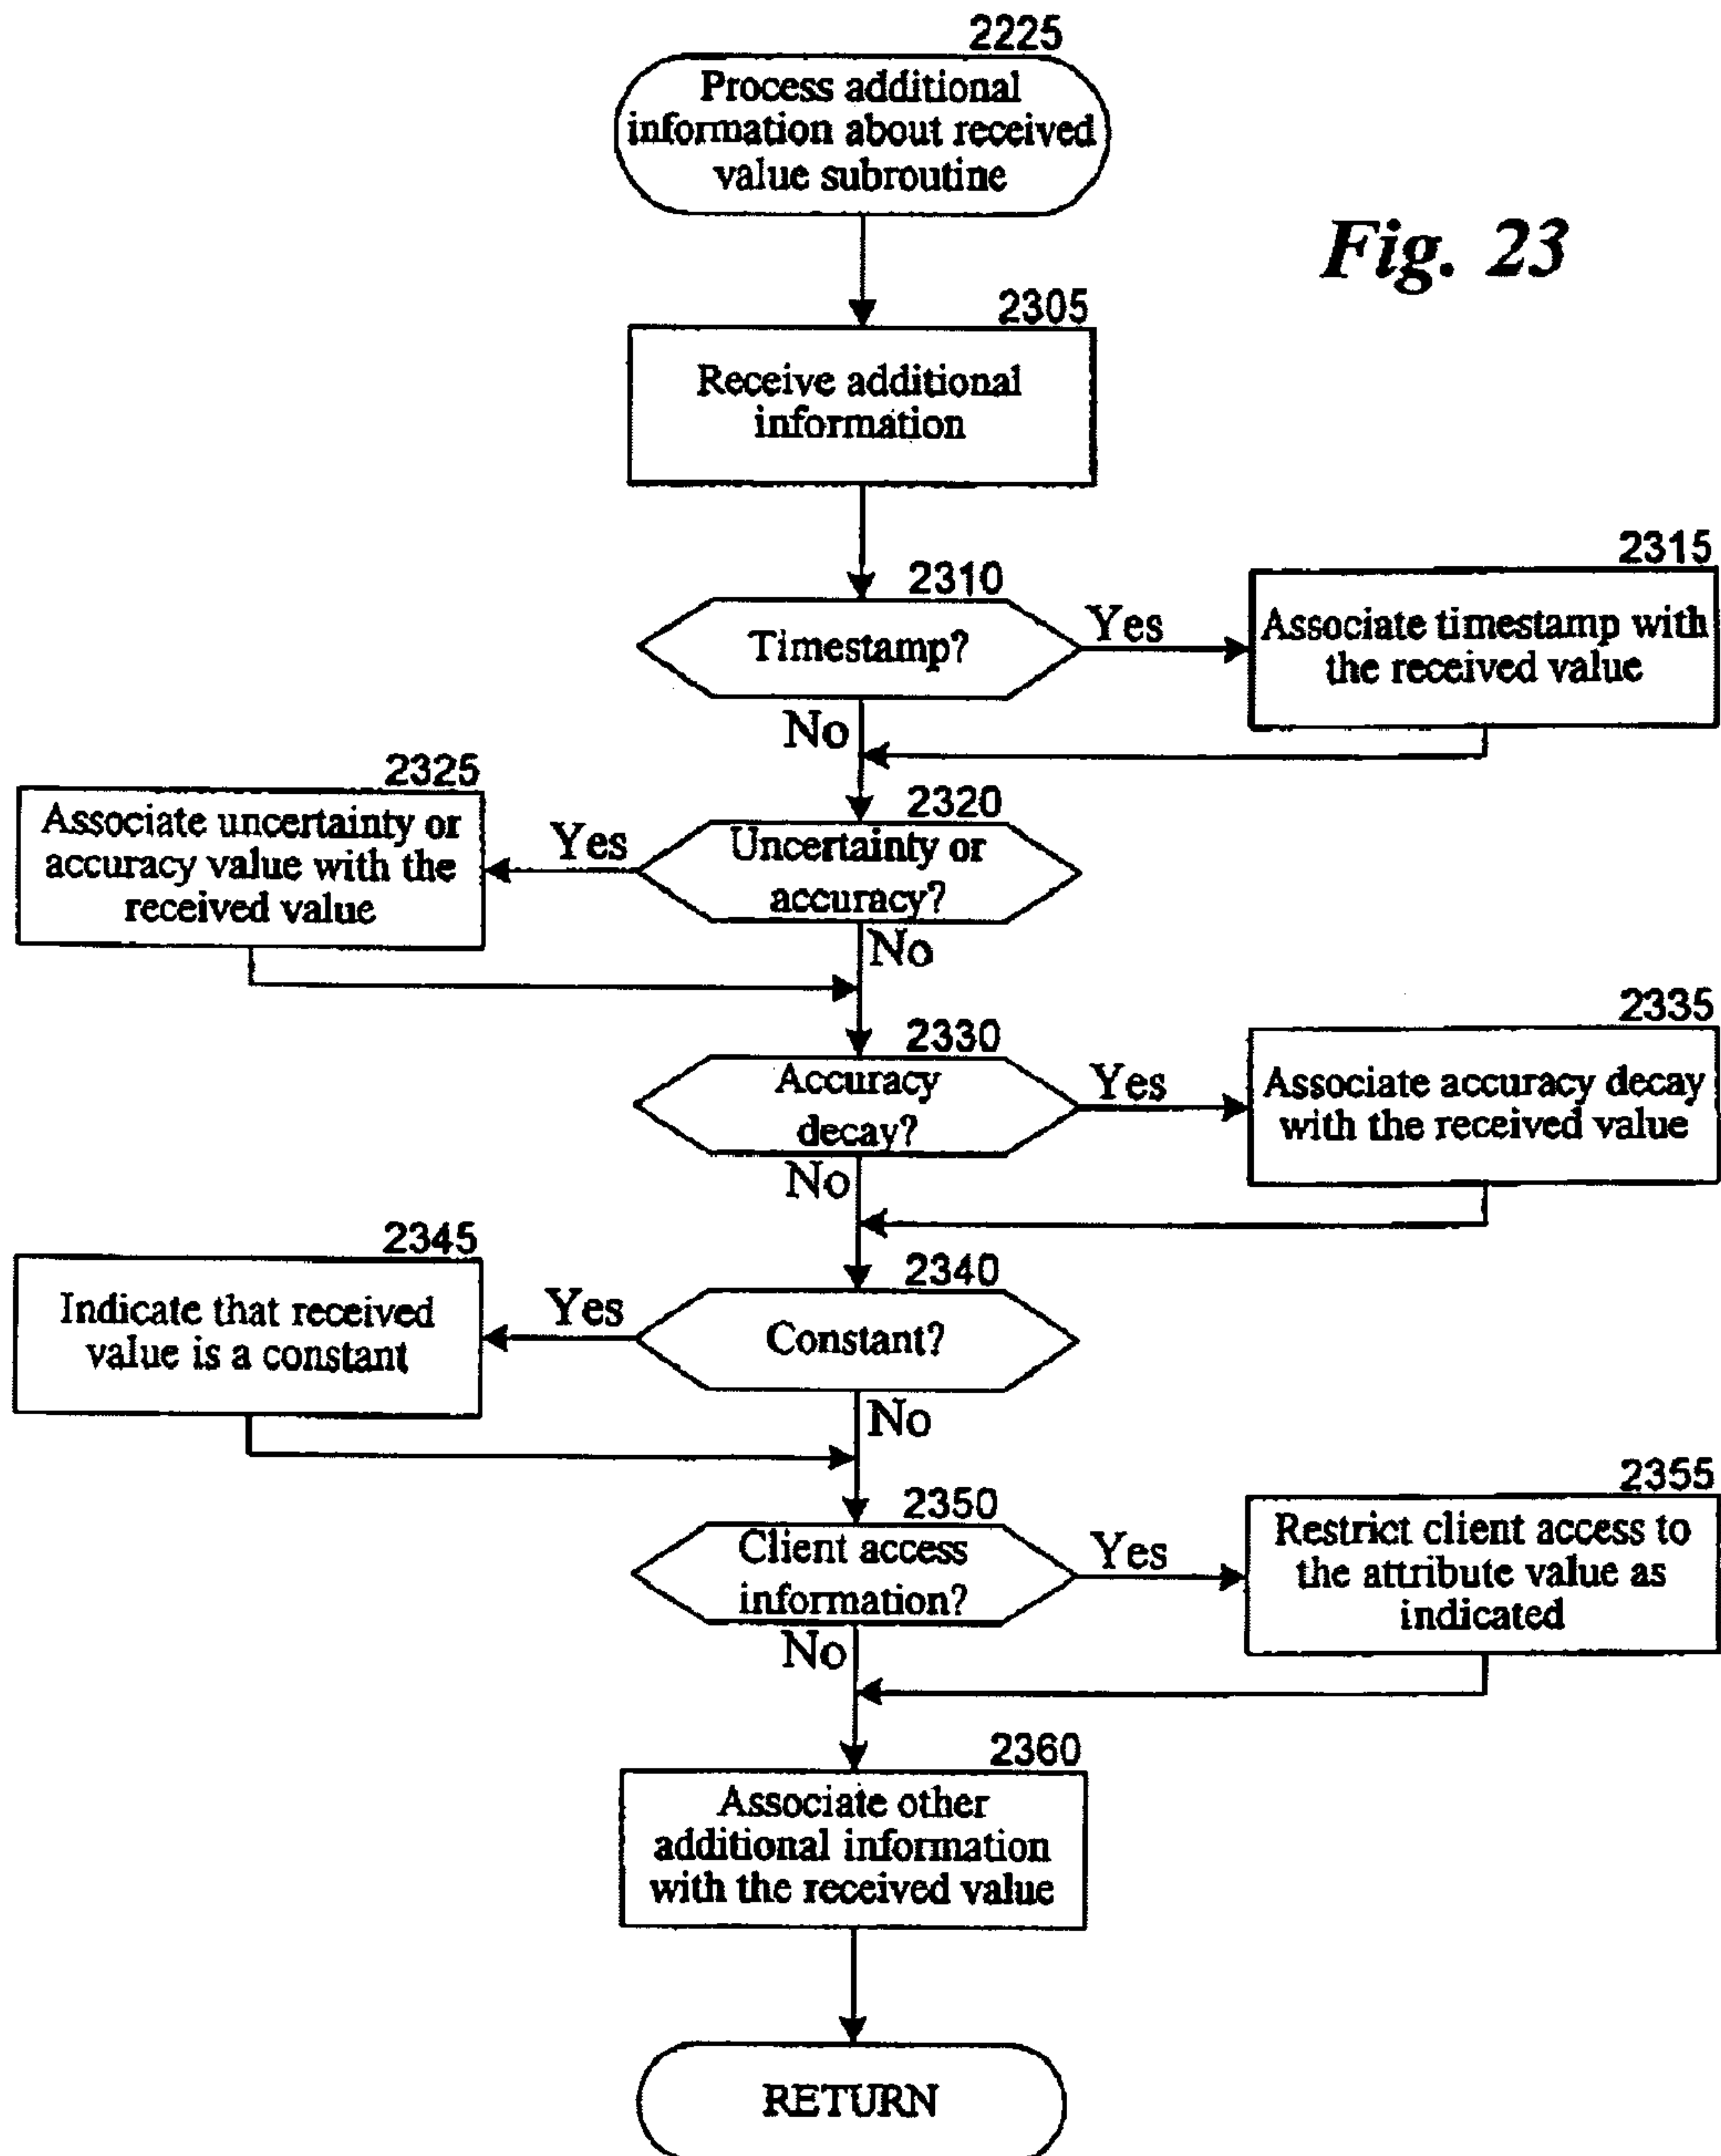 2225
Process additional
information about received
value subroutine
Fig. 23
2305
Receive additional
information
2310
Timestamp?
Yes
No
2315
Associate timestamp with
the received value
2325
Associate uncertainty or
accuracy value with the
received value
2320
Uncertainty or
accuracy?
Yes
No
2330
Accuracy
decay?
Yes
No
2335
Associate accuracy decay
with the received value
2345
Indicate that received
value is a constant
2340
Constant?
Yes
No
2350
Client access
information?
Yes
No
2355
Restrict client access to
the attribute value as
indicated
2360
Associate other
additional information
with the received value
RETURN